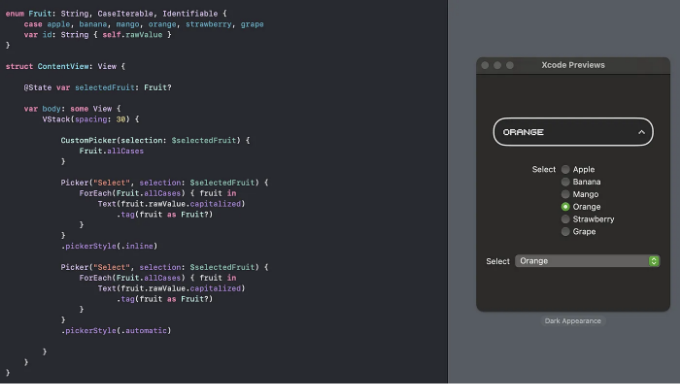 enum Fruit: String, CaseIterable, Identifiable {
    case apple, banana, mango, orange, strawberry, grape
    var id: String { self.rawValue }
}

struct ContentView: View {

    @State var selectedFruit: Fruit?

    var body: some View {
        VStack(spacing: 30) {

            CustomPicker(selection: $selectedFruit) {
                Fruit.allCases
            }

            Picker("Select", selection: $selectedFruit) {
                ForEach(Fruit.allCases) { fruit in
                    Text(fruit.rawValue.capitalized)
                        .tag(fruit as Fruit?)
                }
            }
            .pickerStyle(.inline)

            Picker("Select", selection: $selectedFruit) {
                ForEach(Fruit.allCases) { fruit in
                    Text(fruit.rawValue.capitalized)
                        .tag(fruit as Fruit?)
                }
            }
            .pickerStyle(.automatic)

        }
    }
}
Xcode Previews
ORANGE
Select Apple
Banana
Mango
Orange
Strawberry
Grape
Select Orange
Dark Appearance